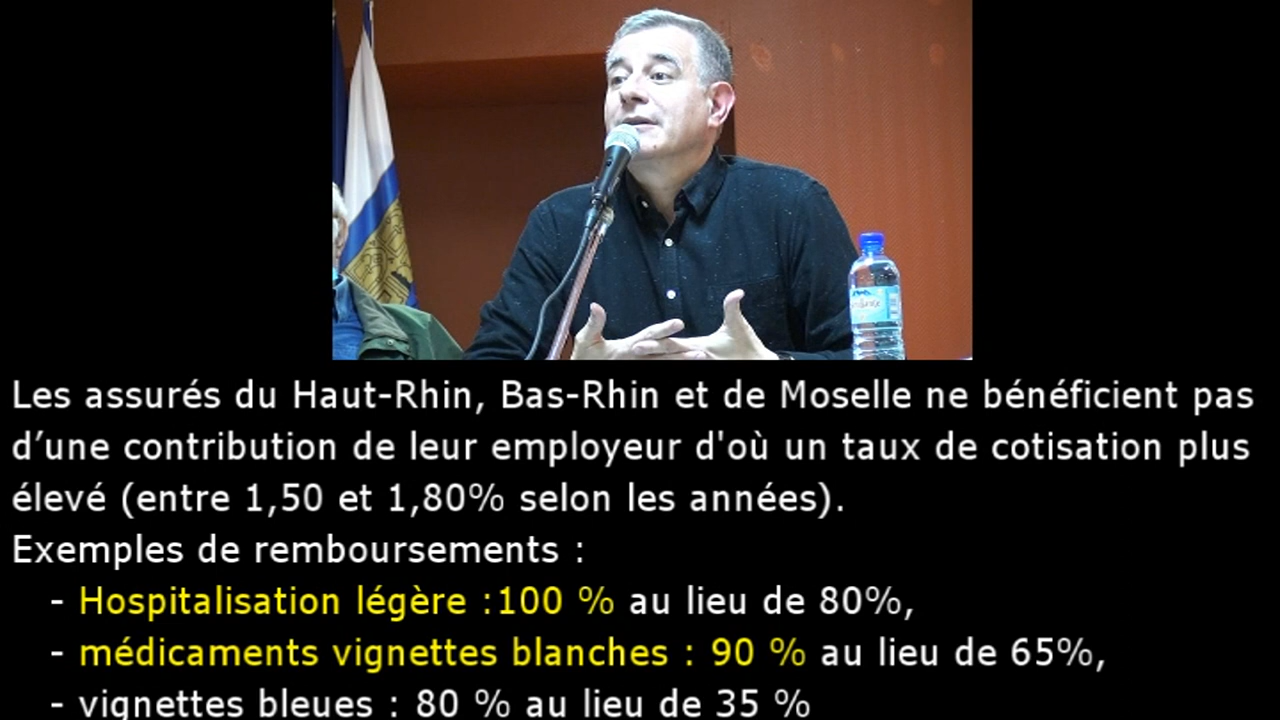 Les assurés du Haut-Rhin, Bas-Rhin et de Moselle ne bénéficient pas
d’une contribution de leur employeur d'où un taux de cotisation plus
élevé (entre 1,50 et 1,80% selon les années).
Exemples de remboursements :
- Hospitalisation légère :100 % au lieu de 80%,
- médicaments vignettes blanches : 90 % au lieu de 65%,
- vignettes bleues : 80 % au lieu de 35 %